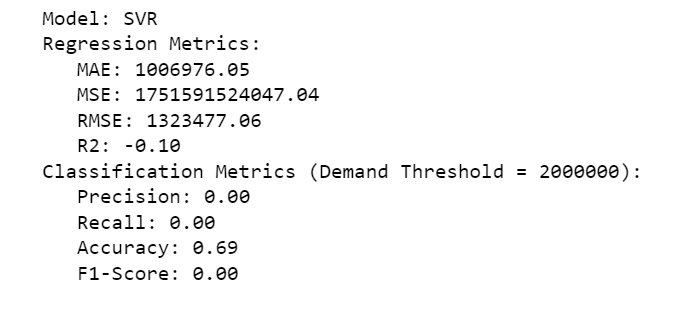 Model: SVR
Regression Metrics:
MAE: 1006976.05
MSE: 1751591524047.04
RMSE: 1323477.06
R2: -0.10
Classification Metrics (Demand Threshold = 2000000):
Precision: 0.00
Recall: 0.00
Accuracy: 0.69
F1-Score: 0.00